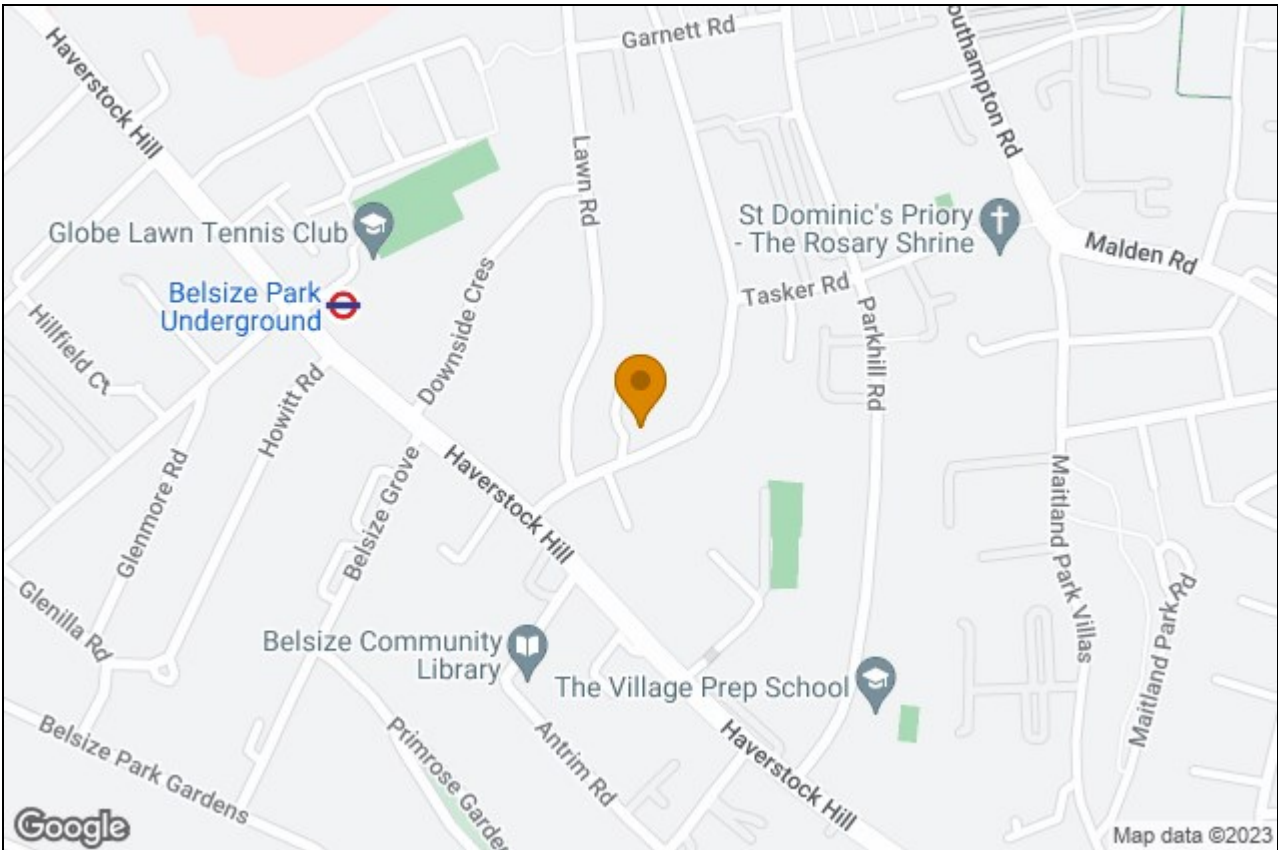 Garnett Rd
outhampton Rd
Haverstock Hill
Lawn Rd
Globe Lawn Tennis Club
St Dominic's Priory
- The Rosary Shrine
Malden Rd
Belsize Park
Underground
Downside Cres
Tasker Rd
Hillfield Ct
Howitt Rd
Parkhill Rd
Glenmore Rd
Belsize Grove
Haverstock Hill
Maitland Park Villas
Glenilla Rd
Belsize Community
Library
The Village Prep School
Maitland Park Rd
Belsize Park Gardens
Primrose Garde
Antrim Rd
Haverstock Hill
Google
Map data ©2023